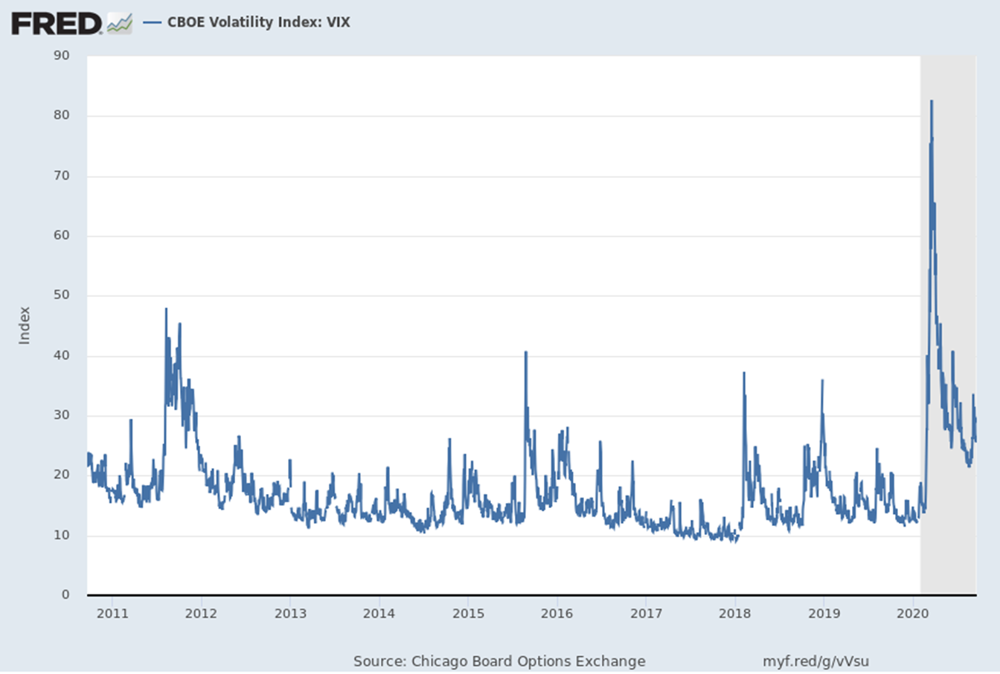 FRED CBOE Volatility Index: VIX
90
80
70
60
50
40
30
20
10
0
Index
2011 2012 2013 2014 2015 2016 2017 2018 2019 2020
Source: Chicago Board Options Exchange myf.red/g/vVsu